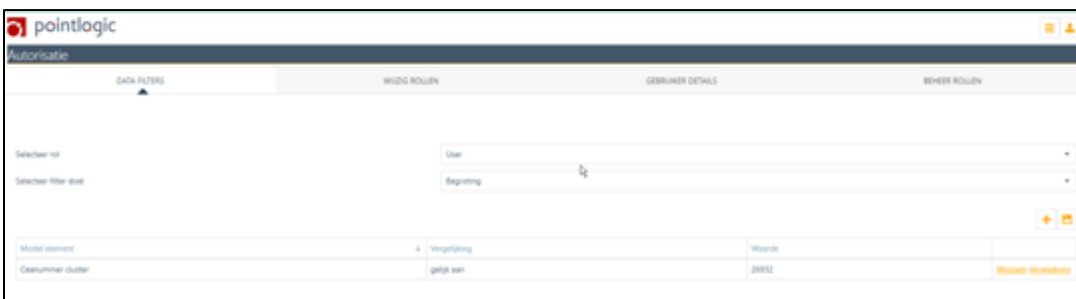 pointlogic
Autorisatie
DATA FILTERS WIJZIG ROLLEN GEBRUIKER DETAILS BEHEER ROLLEN
Selecteer rol User
Selecteer filter doel Begroting
Model element Vergelijking Waarde
Ceanummer cluster gelijk aan 26932 Wijzigen Verwijderen